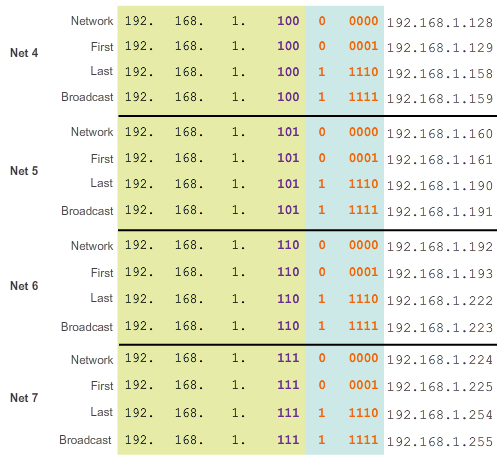 Network 192. 168. 1. 100 0 0000 192.168.1.128
First 192. 168. 1. 100 0 0001 192.168.1.129
Net 4
Last 192. 168. 1. 100 1 1110 192.168.1.158
Broadcast 192. 168. 1. 100 1 1111 192.168.1.159
Network 192. 168. 1. 101 0 0000 192.168.1.160
First 192. 168. 1. 101 0 0001 192.168.1.161
Net 5
Last 192. 168. 1. 101 1 1110 192.168.1.190
Broadcast 192. 168. 1. 101 1 1111 192.168.1.191
Network 192. 168. 1. 110 0 0000 192.168.1.192
First 192. 168. 1. 110 0 0001 192.168.1.193
Net 6
Last 192. 168. 1. 110 1 1110 192.168.1.222
Broadcast 192. 168. 1. 110 1 1111 192.168.1.223
Network 192. 168. 1. 111 0 0000 192.168.1.224
First 192. 168. 1. 111 0 0001 192.168.1.225
Net 7
Last 192. 168. 1. 111 1 1110 192.168.1.254
Broadcast 192. 168. 1. 111 1 1111 192.168.1.255